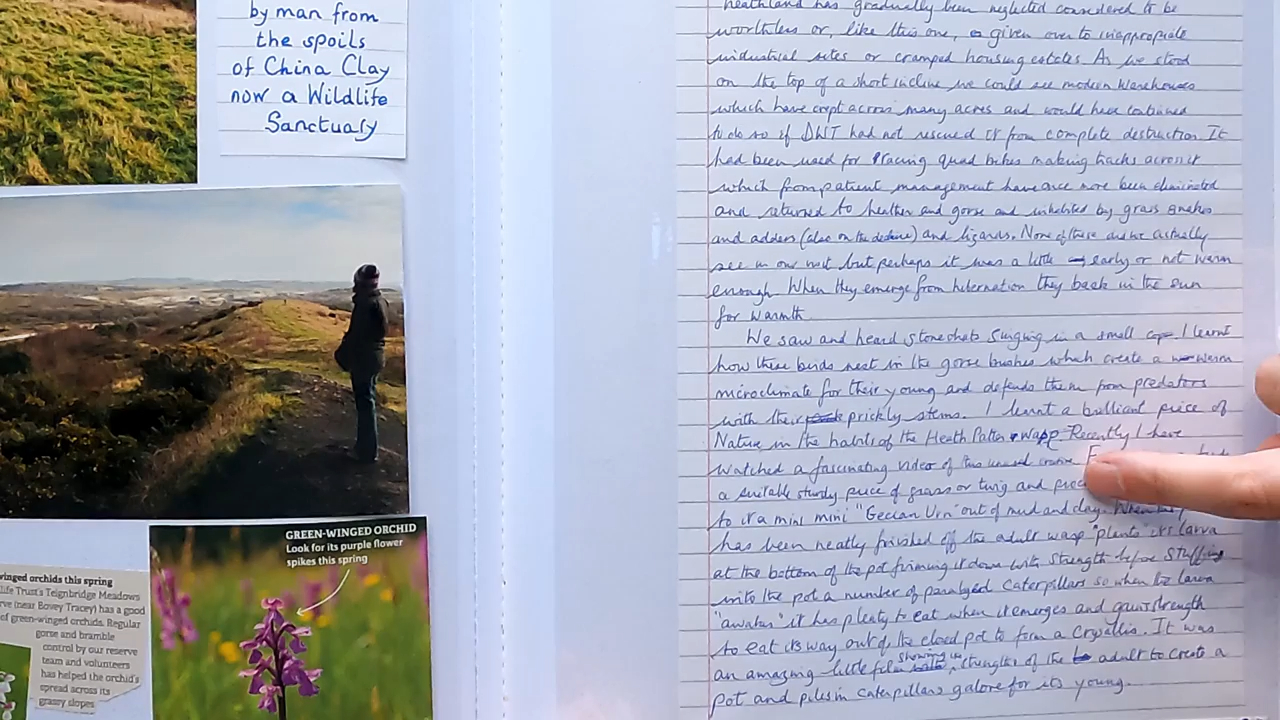 by man from
the spoils
of China Clay
now a Wildlife
Sanctuary
GREEN-WINGED ORCHID
Look for its purple flower
spikes this spring
winged orchids this spring
life Trust's Teignbridge Meadows
rve (near Bovey Tracey) has a good
of green-winged orchids. Regular
gorse and bramble
control by our reserve
team and volunteers
has helped the orchid's
spread across its
grassy slopes
heathland has gradually been neglected considered to be
worthless or, like this one, given over to inappropriate
industrial sites or cramped housing estates. As we stood
on the top of a short incline we could see modern warehouses
which have crept across many acres and would have continued
to do so if DWT had not rescued it from complete destruction. It
had been used for racing quad bikes making tracks across it
which from patient management have once more been eliminated
and returned to heather and gorse and inhabited by grass snakes
and adders (also on the decline) and lizards. None of these did we actually
see in our visit but perhaps it was a little early or not warm
enough. When they emerge from hibernation they bask in the sun
for warmth.
We saw and heard stonechats singing in a small I learnt
how these birds nest in the gorse bushes which create a warm
microclimate for their young and defends them from predators
with their prickly stems. I learnt a brilliant piece of
Nature in the habits of the Heath Potter Wasp Recently I have
watched a fascinating video of this unusual
a suitable sturdy piece of grass or twig and
to it a mini mini "Grecian Urn" out of mud and clay. When
has been neatly finished off the adult wasp "plants" its larva
at the bottom of the pot firming it down with strength before stuffing
into the pot a number of paralysed caterpillars so when the larva
"awakes" it has plenty to eat when it emerges and gains strength
to eat its way out of the closed pot to form a Crysallis. It was
an amazing little film showing us strengths of the adult to create a
pot and piles in caterpillars galore for its young.